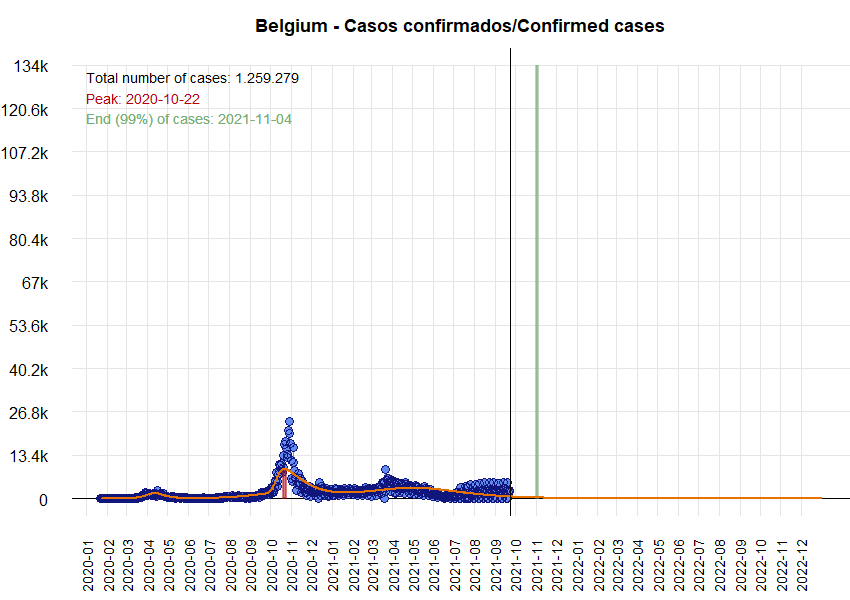 Belgium - Casos confirmados/Confirmed cases
134k
120.6k
107.2k
93.8k
80.4k
67k
53.6k
40.2k
26.8k
13.4k
0
Total number of cases: 1.259.279
Peak: 2020-10-22
End (99%) of cases: 2021-11-04
2020-01
2020-02
2020-03
2020-04
2020-05
2020-06
2020-07
2020-08
2020-09
2020-10
2020-11
2020-12
2021-01
2021-02
2021-03
2021-04
2021-05
2021-06
2021-07
2021-08
2021-09
2021-10
2021-11
2021-12
2022-01
2022-02
2022-03
2022-04
2022-05
2022-06
2022-07
2022-08
2022-09
2022-10
2022-11
2022-12